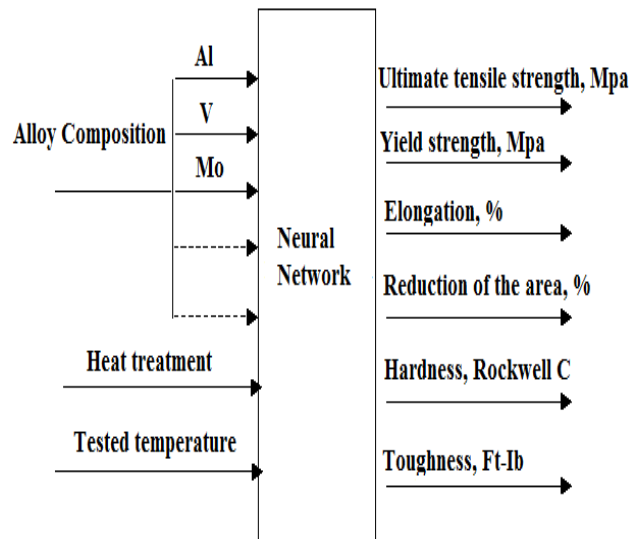 Al
V
Alloy Composition
Mo
Heat treatment
Tested temperature
Neural
Network
Ultimate tensile strength, Mpa
Yield strength, Mpa
Elongation, %
Reduction of the area, %
Hardness, Rockwell C
Toughness, Ft-Ib